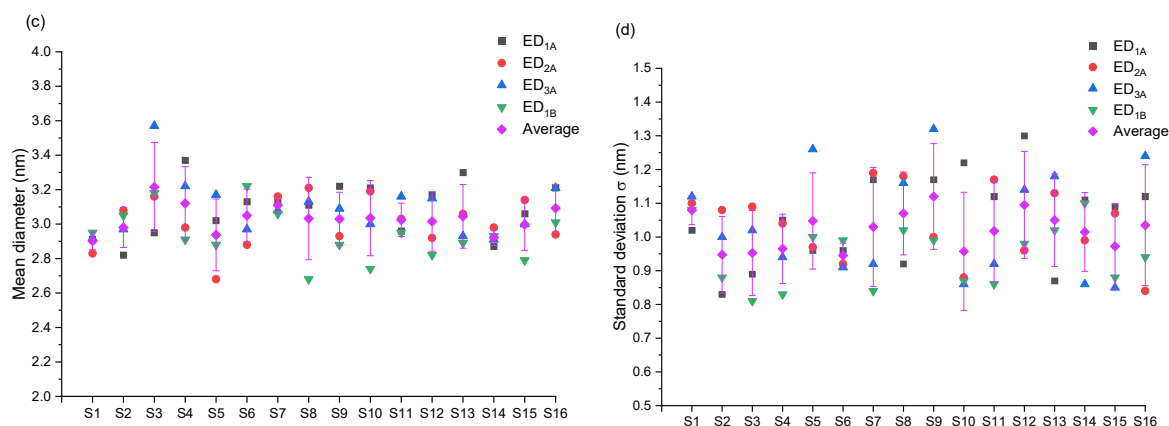 (c)
ED1A
ED2A
ED3A
ED1B
Average
Mean diameter (nm)
4.0
3.8
3.6
3.4
3.2
3.0
2.8
2.6
2.4
2.2
2.0
S1 S2 S3 S4 S5 S6 S7 S8 S9 S10 S11 S12 S13 S14 S15 S16
(d)
ED1A
ED2A
ED3A
ED1B
Average
Standard deviation σ (nm)
1.5
1.4
1.3
1.2
1.1
1.0
0.9
0.8
0.7
0.6
0.5
S1 S2 S3 S4 S5 S6 S7 S8 S9 S10 S11 S12 S13 S14 S15 S16